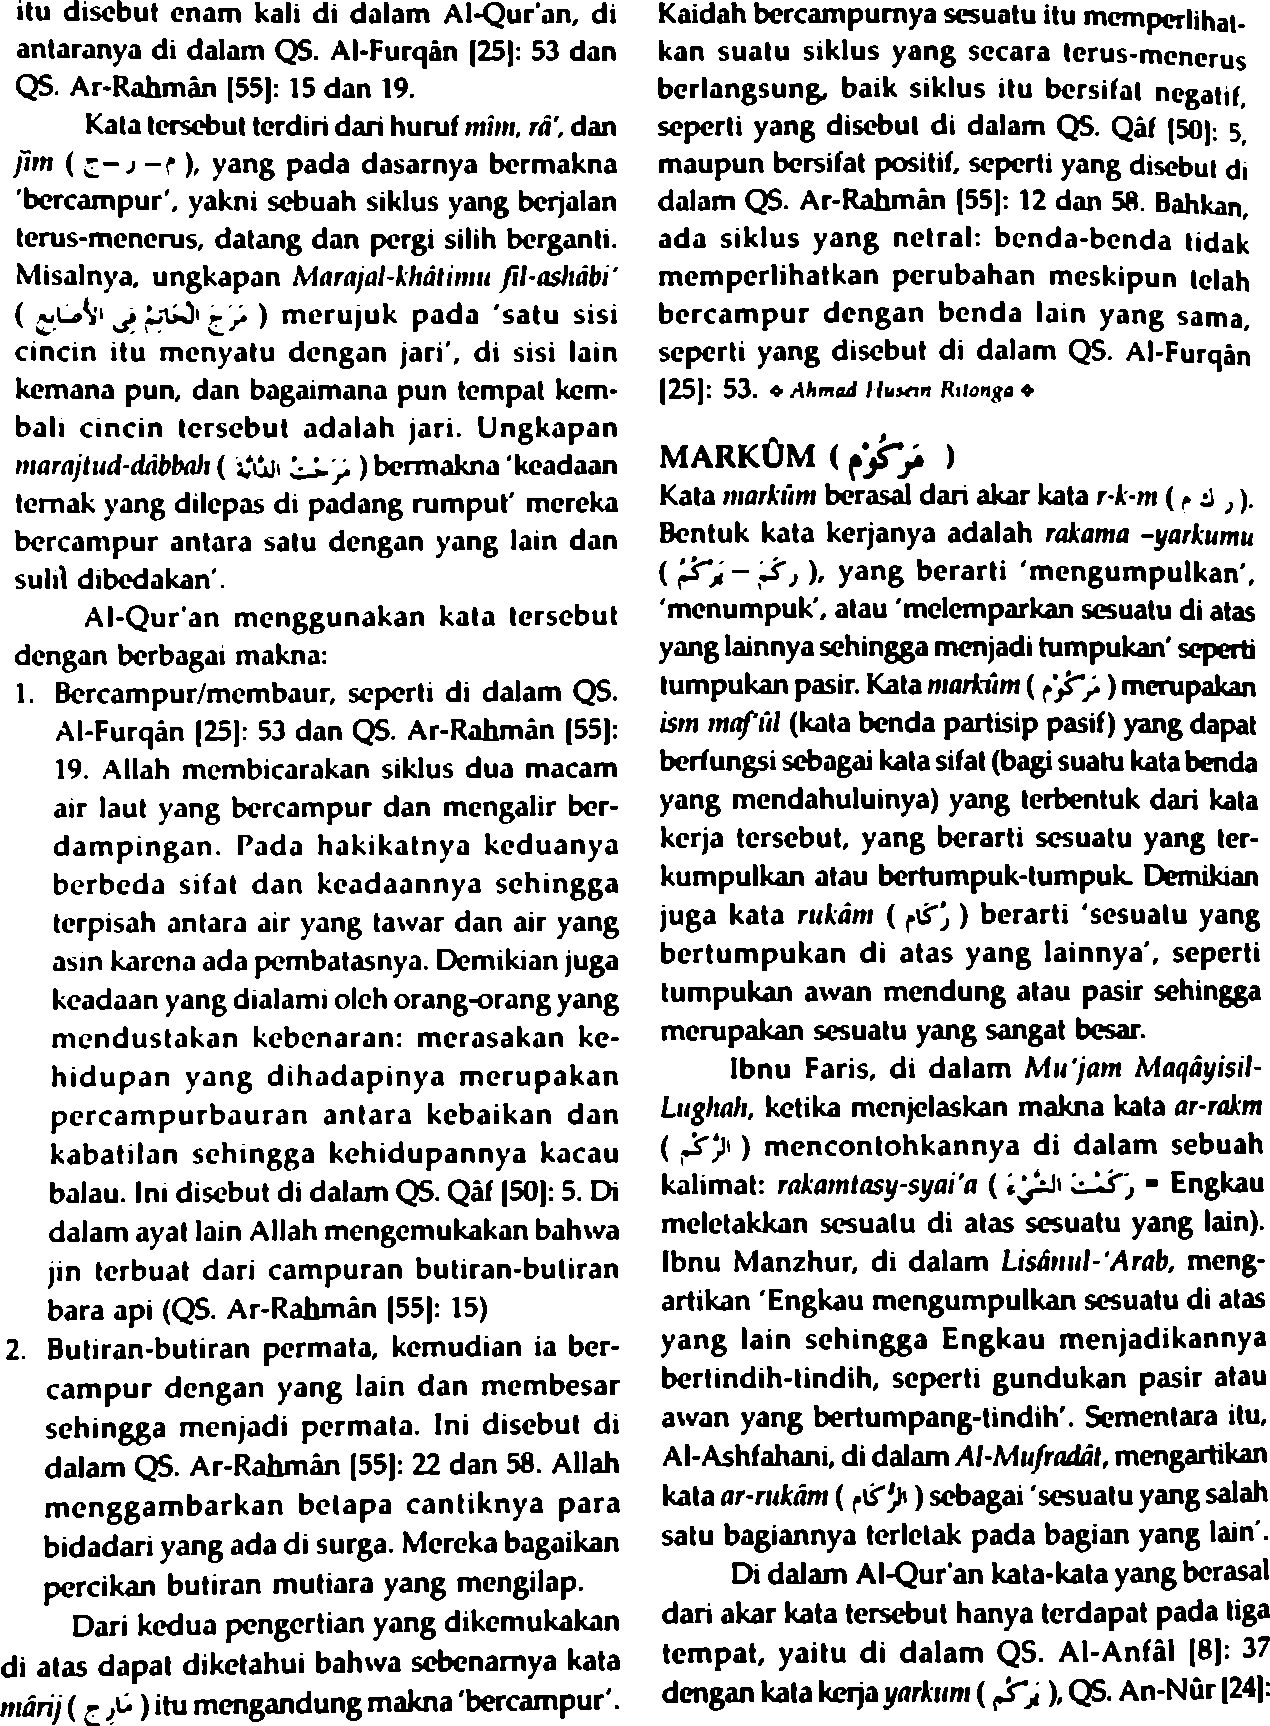 itu disebut enam kali di dalam Al-Qur'an, di
antaranya di dalam QS. Al-Furqân [25]: 53 dan
QS. Ar-Rahmân [55]: 15 dan 19.
Kata tersebut terdiri dari huruf mîm, râ', dan
jîm ( م – ر – ج ), yang pada dasarnya bermakna
'bercampur', yakni sebuah siklus yang berjalan
terus-menerus, datang dan pergi silih berganti.
Misalnya, ungkapan Marajal-khâtimu fil-ashâbi'
( مَرَجَ الْخَاتِمُ فِى الْأَصَابِعِ ) merujuk pada 'satu sisi
cincin itu menyatu dengan jari', di sisi lain
kemana pun, dan bagaimana pun tempat kem-
bali cincin tersebut adalah jari. Ungkapan
marajtud-dâbbah ( مَرَجْتُ الدَّابَّةَ ) bermakna 'keadaan
ternak yang dilepas di padang rumput' mereka
bercampur antara satu dengan yang lain dan
sulit dibedakan'.
Al-Qur'an menggunakan kata tersebut
dengan berbagai makna:
1. Bercampur/membaur, seperti di dalam QS.
Al-Furqân [25]: 53 dan QS. Ar-Rahmân [55]:
19. Allah membicarakan siklus dua macam
air laut yang bercampur dan mengalir ber-
dampingan. Pada hakikatnya keduanya
berbeda sifat dan keadaannya sehingga
terpisah antara air yang tawar dan air yang
asin karena ada pembatasnya. Demikian juga
keadaan yang dialami oleh orang-orang yang
mendustakan kebenaran: merasakan ke-
hidupan yang dihadapinya merupakan
percampurbauran antara kebaikan dan
kabatilan sehingga kehidupannya kacau
balau. Ini disebut di dalam QS. Qâf [50]: 5. Di
dalam ayat lain Allah mengemukakan bahwa
jin terbuat dari campuran butiran-butiran
bara api (QS. Ar-Rahmân [55]: 15)
2. Butiran-butiran permata, kemudian ia ber-
campur dengan yang lain dan membesar
sehingga menjadi permata. Ini disebut di
dalam QS. Ar-Rahmân [55]: 22 dan 58. Allah
menggambarkan betapa cantiknya para
bidadari yang ada di surga. Mereka bagaikan
percikan butiran mutiara yang mengilap.
Dari kedua pengertian yang dikemukakan
di atas dapat diketahui bahwa sebenarnya kata
mârij ( مَارِج ) itu mengandung makna 'bercampur'.
Kaidah bercampurnya sesuatu itu memperlihat-
kan suatu siklus yang secara terus-menerus
berlangsung, baik siklus itu bersifat negatif,
seperti yang disebut di dalam QS. Qâf [50]: 5,
maupun bersifat positif, seperti yang disebut di
dalam QS. Ar-Rahmân [55]: 12 dan 58. Bahkan,
ada siklus yang netral: benda-benda tidak
memperlihatkan perubahan meskipun telah
bercampur dengan benda lain yang sama,
seperti yang disebut di dalam QS. Al-Furqân
[25]: 53. ❖ Ahmad Husein Ritonga ❖
MARKÛM ( مَرْكُوْم )
Kata markûm berasal dari akar kata r-k-m ( ر ك م ).
Bentuk kata kerjanya adalah rakama –yarkumu
( رَكَمَ – يَرْكُمُ ), yang berarti 'mengumpulkan',
'menumpuk', atau 'melemparkan sesuatu di atas
yang lainnya sehingga menjadi tumpukan' seperti
tumpukan pasir. Kata markûm ( مَرْكُوْم ) merupakan
ism maf'ûl (kata benda partisip pasif) yang dapat
berfungsi sebagai kata sifat (bagi suatu kata benda
yang mendahuluinya) yang terbentuk dari kata
kerja tersebut, yang berarti sesuatu yang ter-
kumpulkan atau bertumpuk-tumpuk. Demikian
juga kata rukâm ( رُكَام ) berarti 'sesuatu yang
bertumpukan di atas yang lainnya', seperti
tumpukan awan mendung atau pasir sehingga
merupakan sesuatu yang sangat besar.
Ibnu Faris, di dalam Mu'jam Maqâyisil-
Lughah, ketika menjelaskan makna kata ar-rakm
( الرَّكْم ) mencontohkannya di dalam sebuah
kalimat: rakamtasy-syai'a ( رَكَمْتَ الشَّيْءَ = Engkau
meletakkan sesuatu di atas sesuatu yang lain).
Ibnu Manzhur, di dalam Lisânul-'Arab, meng-
artikan 'Engkau mengumpulkan sesuatu di atas
yang lain sehingga Engkau menjadikannya
bertindih-tindih, seperti gundukan pasir atau
awan yang bertumpang-tindih'. Sementara itu,
Al-Ashfahani, di dalam Al-Mufradât, mengartikan
kata ar-rukâm ( الرُّكَام ) sebagai 'sesuatu yang salah
satu bagiannya terletak pada bagian yang lain'.
Di dalam Al-Qur'an kata-kata yang berasal
dari akar kata tersebut hanya terdapat pada tiga
tempat, yaitu di dalam QS. Al-Anfâl [8]: 37
dengan kata kerja yarkum ( يَرْكُم ), QS. An-Nûr [24]: